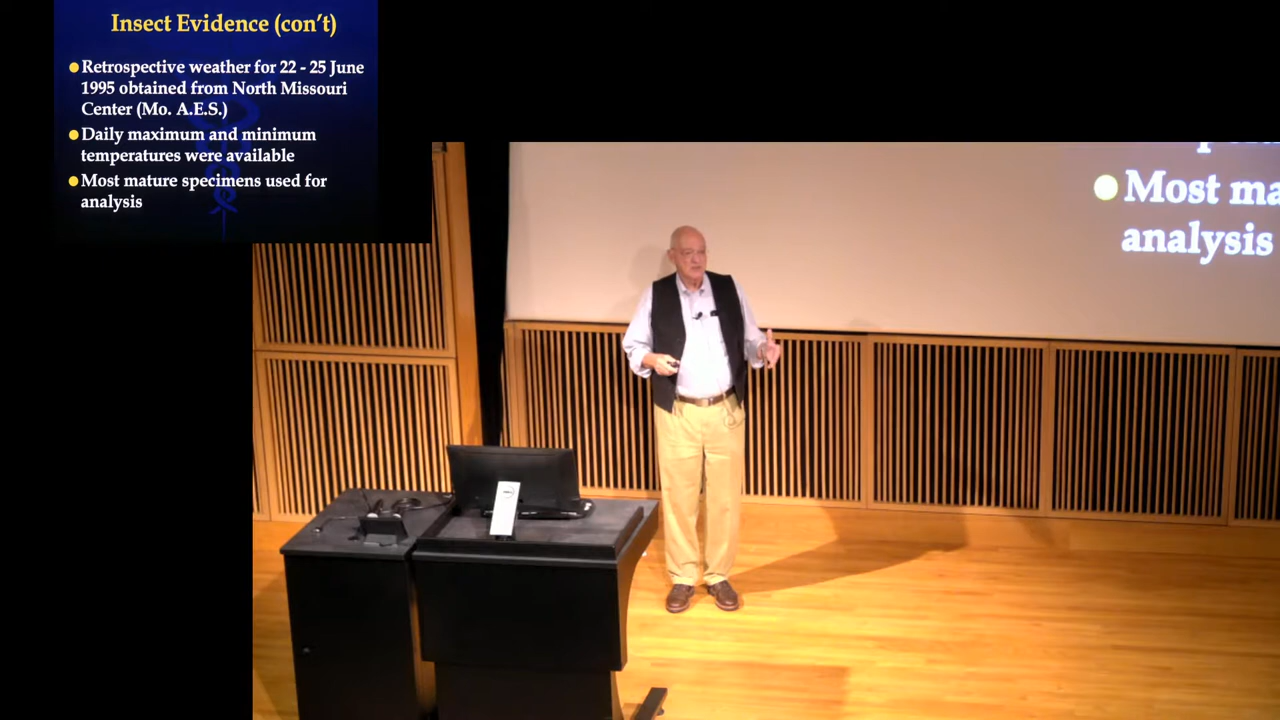 Insect Evidence (con't)
Retrospective weather for 22 - 25 June
1995 obtained from North Missouri
Center (Mo. A.E.S.)
Daily maximum and minimum
temperatures were available
Most mature specimens used for
analysis
Most ma
analysis
DELL